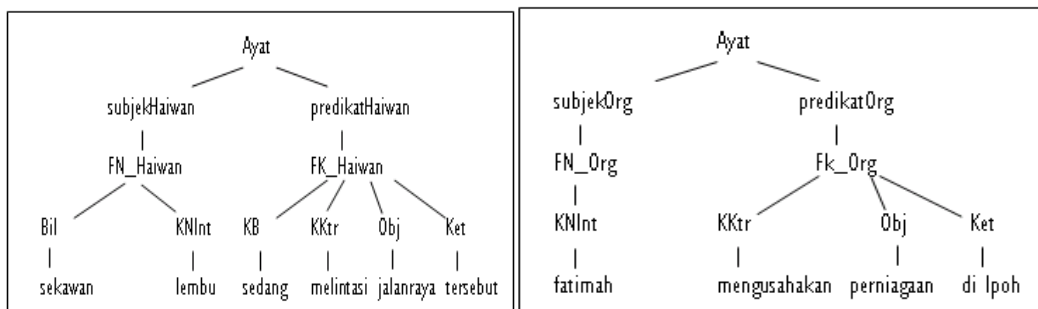 Ayat
subjekHaiwan predikatHaiwan
FN_Haiwan FK_Haiwan
Bil KNInt KB KKtr Obj Ket
sekawan lembu sedang melintasi jalanraya tersebut
Ayat
subjekOrg predikatOrg
FN_Org Fk_Org
KNInt KKtr Obj Ket
fatimah mengusahakan perniagaan di Ipoh